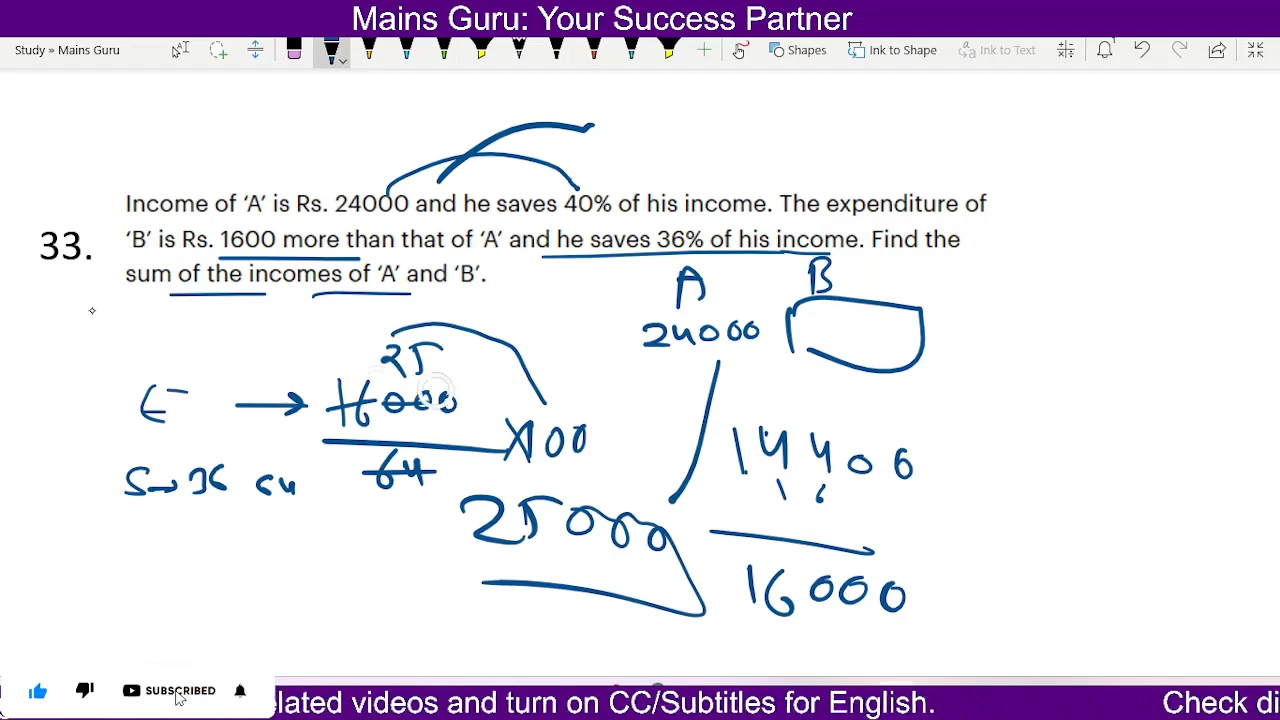 Mains Guru: Your Success Partner
Study » Mains Guru
Shapes
Ink to Shape
Ink to Text
33.
Income of ‘A’ is Rs. 24000 and he saves 40% of his income. The expenditure of
‘B’ is Rs. 1600 more than that of ‘A’ and he saves 36% of his income. Find the
sum of the incomes of ‘A’ and ‘B’.
A B
24000
25
E → 16000
64
×100
S→ 36 64
14400
1 6
25000
16000
SUBSCRIBED
elated videos and turn on CC/Subtitles for English.
Check di